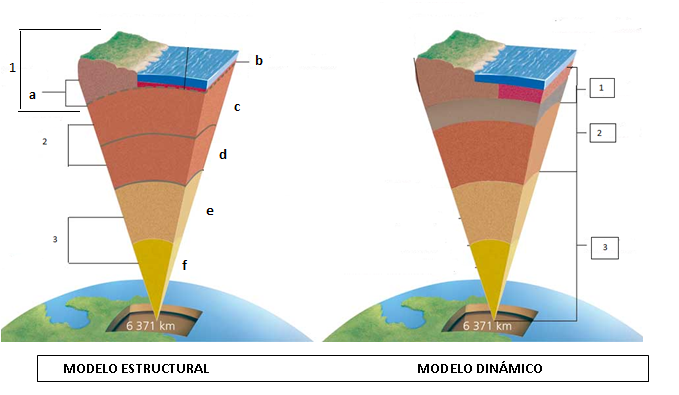 1
a
2
3
b
c
d
e
f
6 371 km
1
2
3
6 371 km
MODELO ESTRUCTURAL
MODELO DINÁMICO